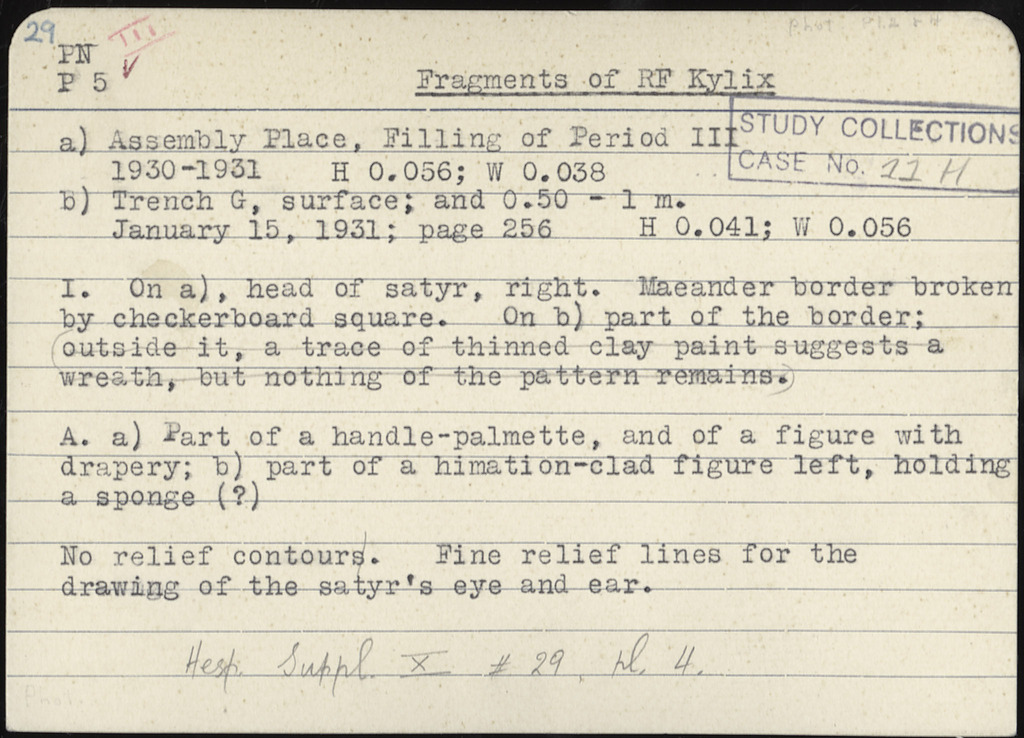 29
PN III
P 5
Phot.
Fragments of RF Kylix
STUDY COLLECTIONS
CASE No. 11 H
a) Assembly Place, Filling of Period III
1930-1931 H 0.056; W 0.038
b) Trench G, surface; and 0.50 - 1 m.
January 15, 1931; page 256 H 0.041; W 0.056
I. On a), head of satyr, right. Maeander border broken
by checkerboard square. On b) part of the border;
(outside it, a trace of thinned clay paint suggests a
wreath, but nothing of the pattern remains.)
A. a) Part of a handle-palmette, and of a figure with
drapery; b) part of a himation-clad figure left, holding
a sponge (?)
No relief contours. Fine relief lines for the
drawing of the satyr's eye and ear.
Hesp. Suppl. X # 29, pl. 4.
Phot.